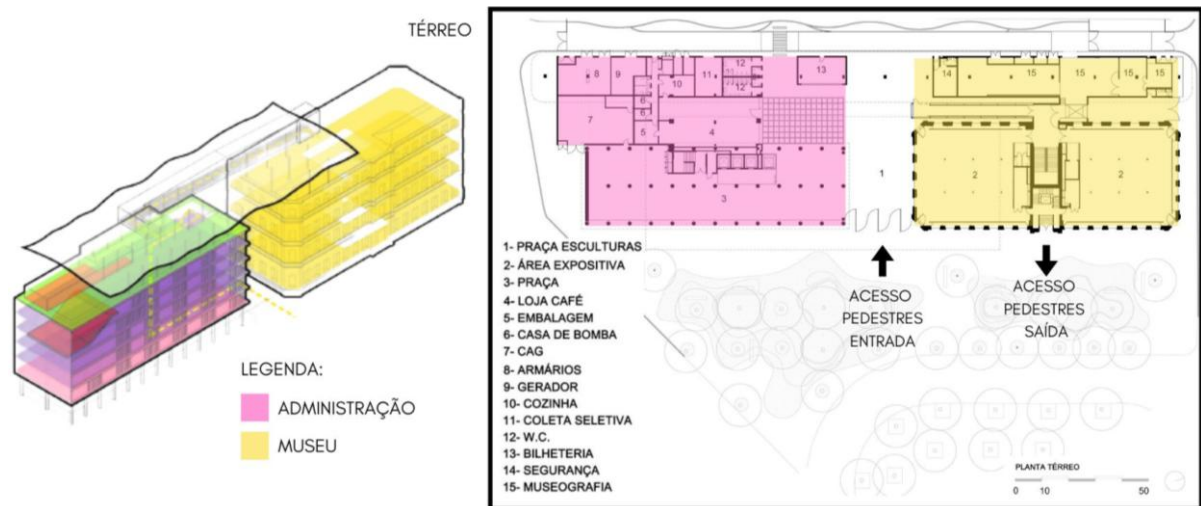 TÉRREO
LEGENDA:
ADMINISTRAÇÃO
MUSEU
8
9
10
11
12
12
13
14
15
15
15
15
7
6
6
5
4
3
1
2
2
1- PRAÇA ESCULTURAS
2- ÁREA EXPOSITIVA
3- PRAÇA
4- LOJA CAFÉ
5- EMBALAGEM
6- CASA DE BOMBA
7- CAG
8- ARMÁRIOS
9- GERADOR
10- COZINHA
11- COLETA SELETIVA
12- W.C.
13- BILHETERIA
14- SEGURANÇA
15- MUSEOGRAFIA
ACESSO
PEDESTRES
ENTRADA
ACESSO
PEDESTRES
SAÍDA
PLANTA TÉRREO
0 10 50